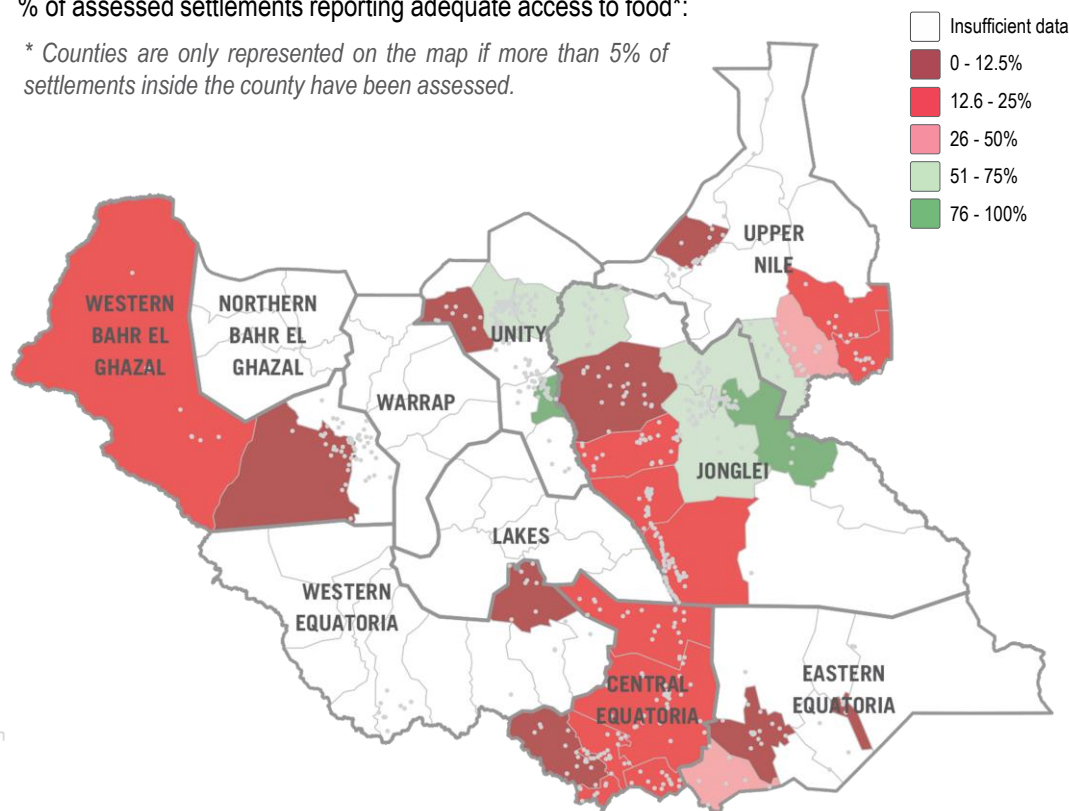 % of assessed settlements reporting adequate access to food*:
* Counties are only represented on the map if more than 5% of
settlements inside the county have been assessed.
Insufficient data
0 - 12.5%
12.6 - 25%
26 - 50%
51 - 75%
76 - 100%
UPPER
NILE
WESTERN
BAHR EL
GHAZAL
NORTHERN
BAHR EL
GHAZAL
UNITY
WARRAP
JONGLEI
LAKES
WESTERN
EQUATORIA
CENTRAL
EQUATORIA
EASTERN
EQUATORIA